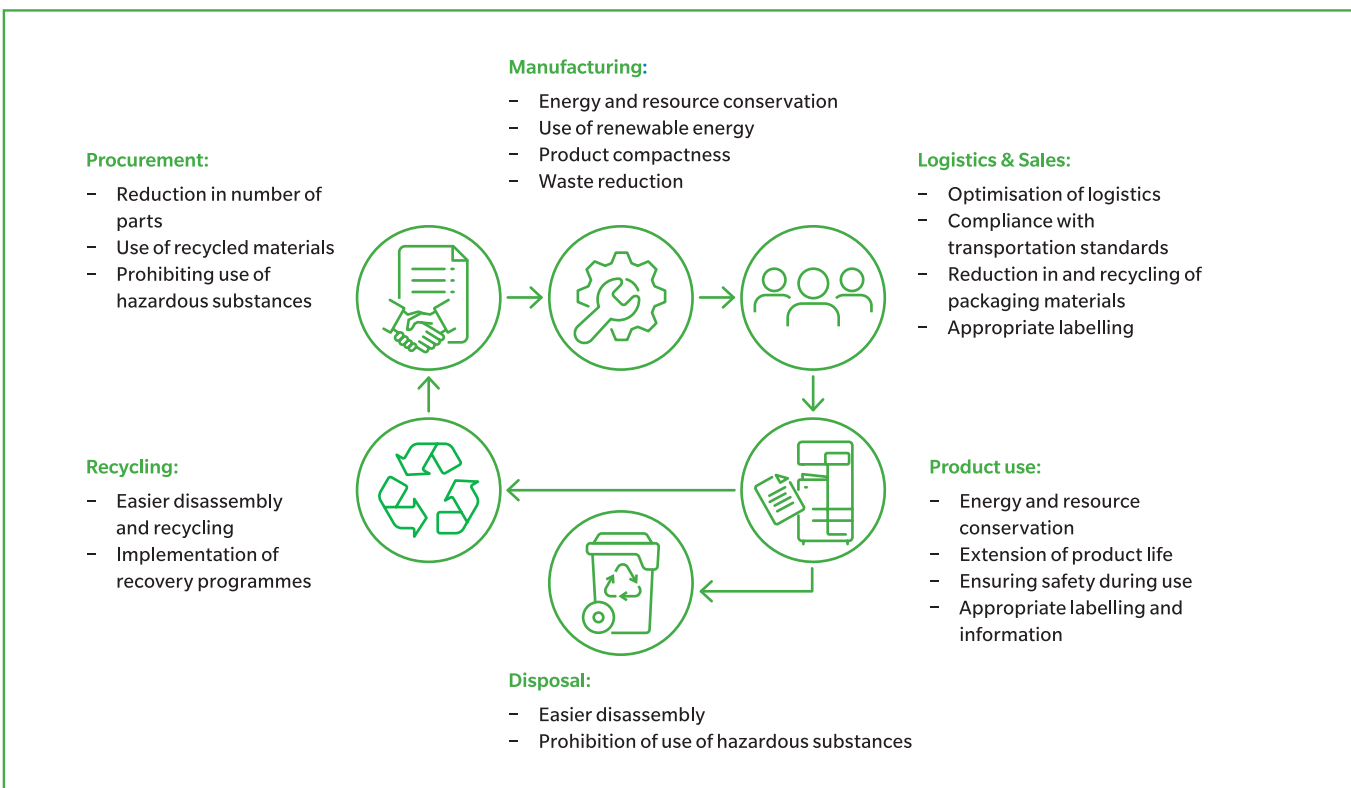 Manufacturing:
– Energy and resource conservation
– Use of renewable energy
– Product compactness
– Waste reduction
Procurement:
– Reduction in number of
parts
– Use of recycled materials
– Prohibiting use of
hazardous substances
Logistics & Sales:
– Optimisation of logistics
– Compliance with
transportation standards
– Reduction in and recycling of
packaging materials
– Appropriate labelling
Recycling:
– Easier disassembly
and recycling
– Implementation of
recovery programmes
Product use:
– Energy and resource
conservation
– Extension of product life
– Ensuring safety during use
– Appropriate labelling and
information
Disposal:
– Easier disassembly
– Prohibition of use of hazardous substances